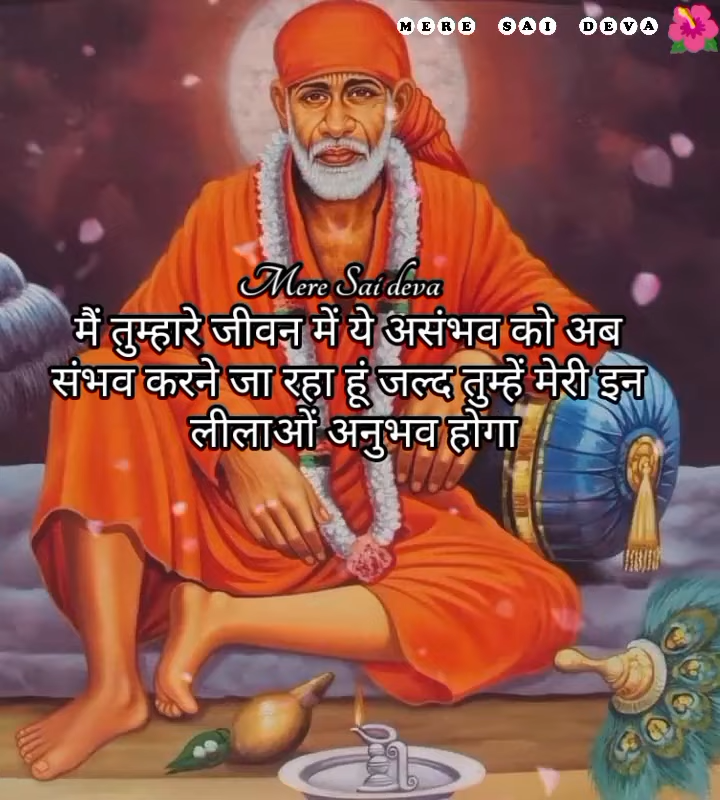 MERE SAI DEVA
Mere Sai deva
मैं तुम्हारे जीवन में ये असंभव को अब
संभव करने जा रहा हूं जल्द तुम्हें मेरी इन
लीलाओं अनुभव होगा